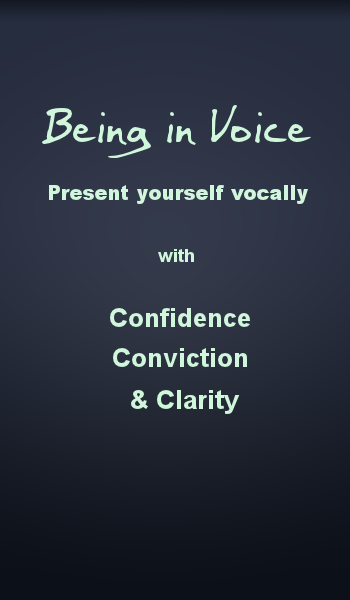 Being in Voice
Present yourself vocally
with
Confidence
Conviction
& Clarity